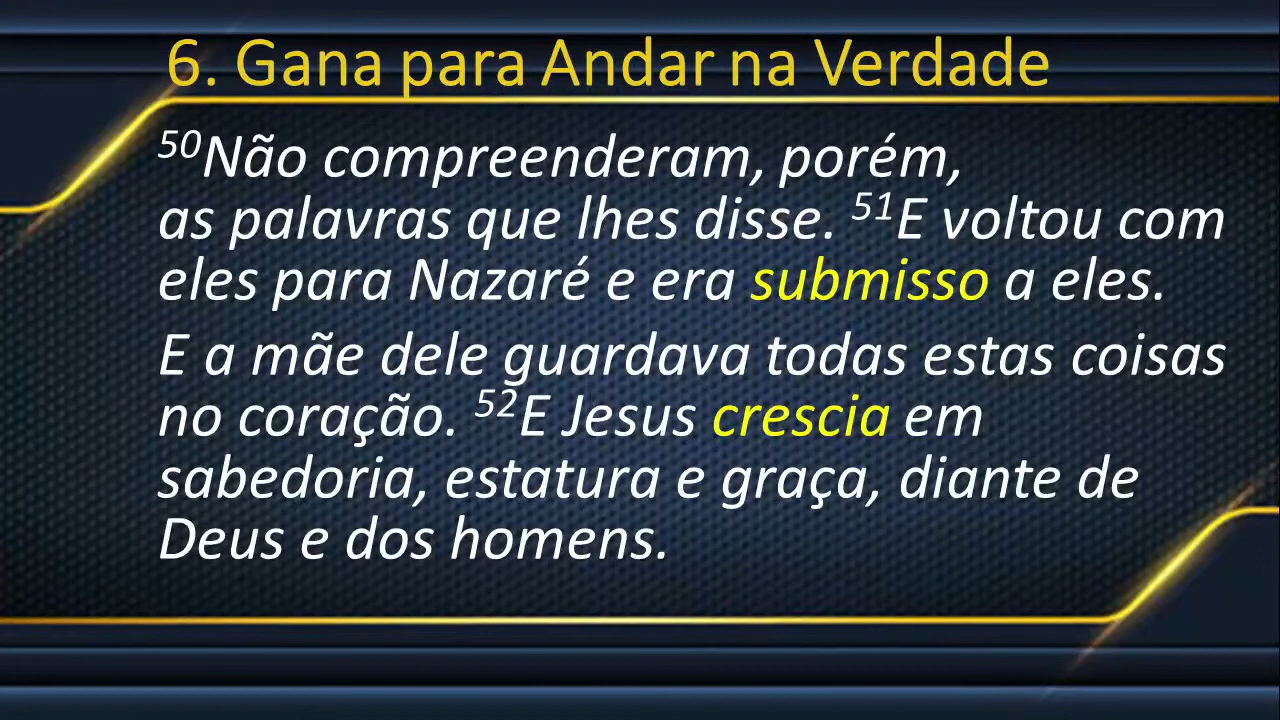 6. Gana para Andar na Verdade
⁵⁰Não compreenderam, porém,
as palavras que lhes disse. ⁵¹E voltou com
eles para Nazaré e era submisso a eles.
E a mãe dele guardava todas estas coisas
no coração. ⁵²E Jesus crescia em
sabedoria, estatura e graça, diante de
Deus e dos homens.